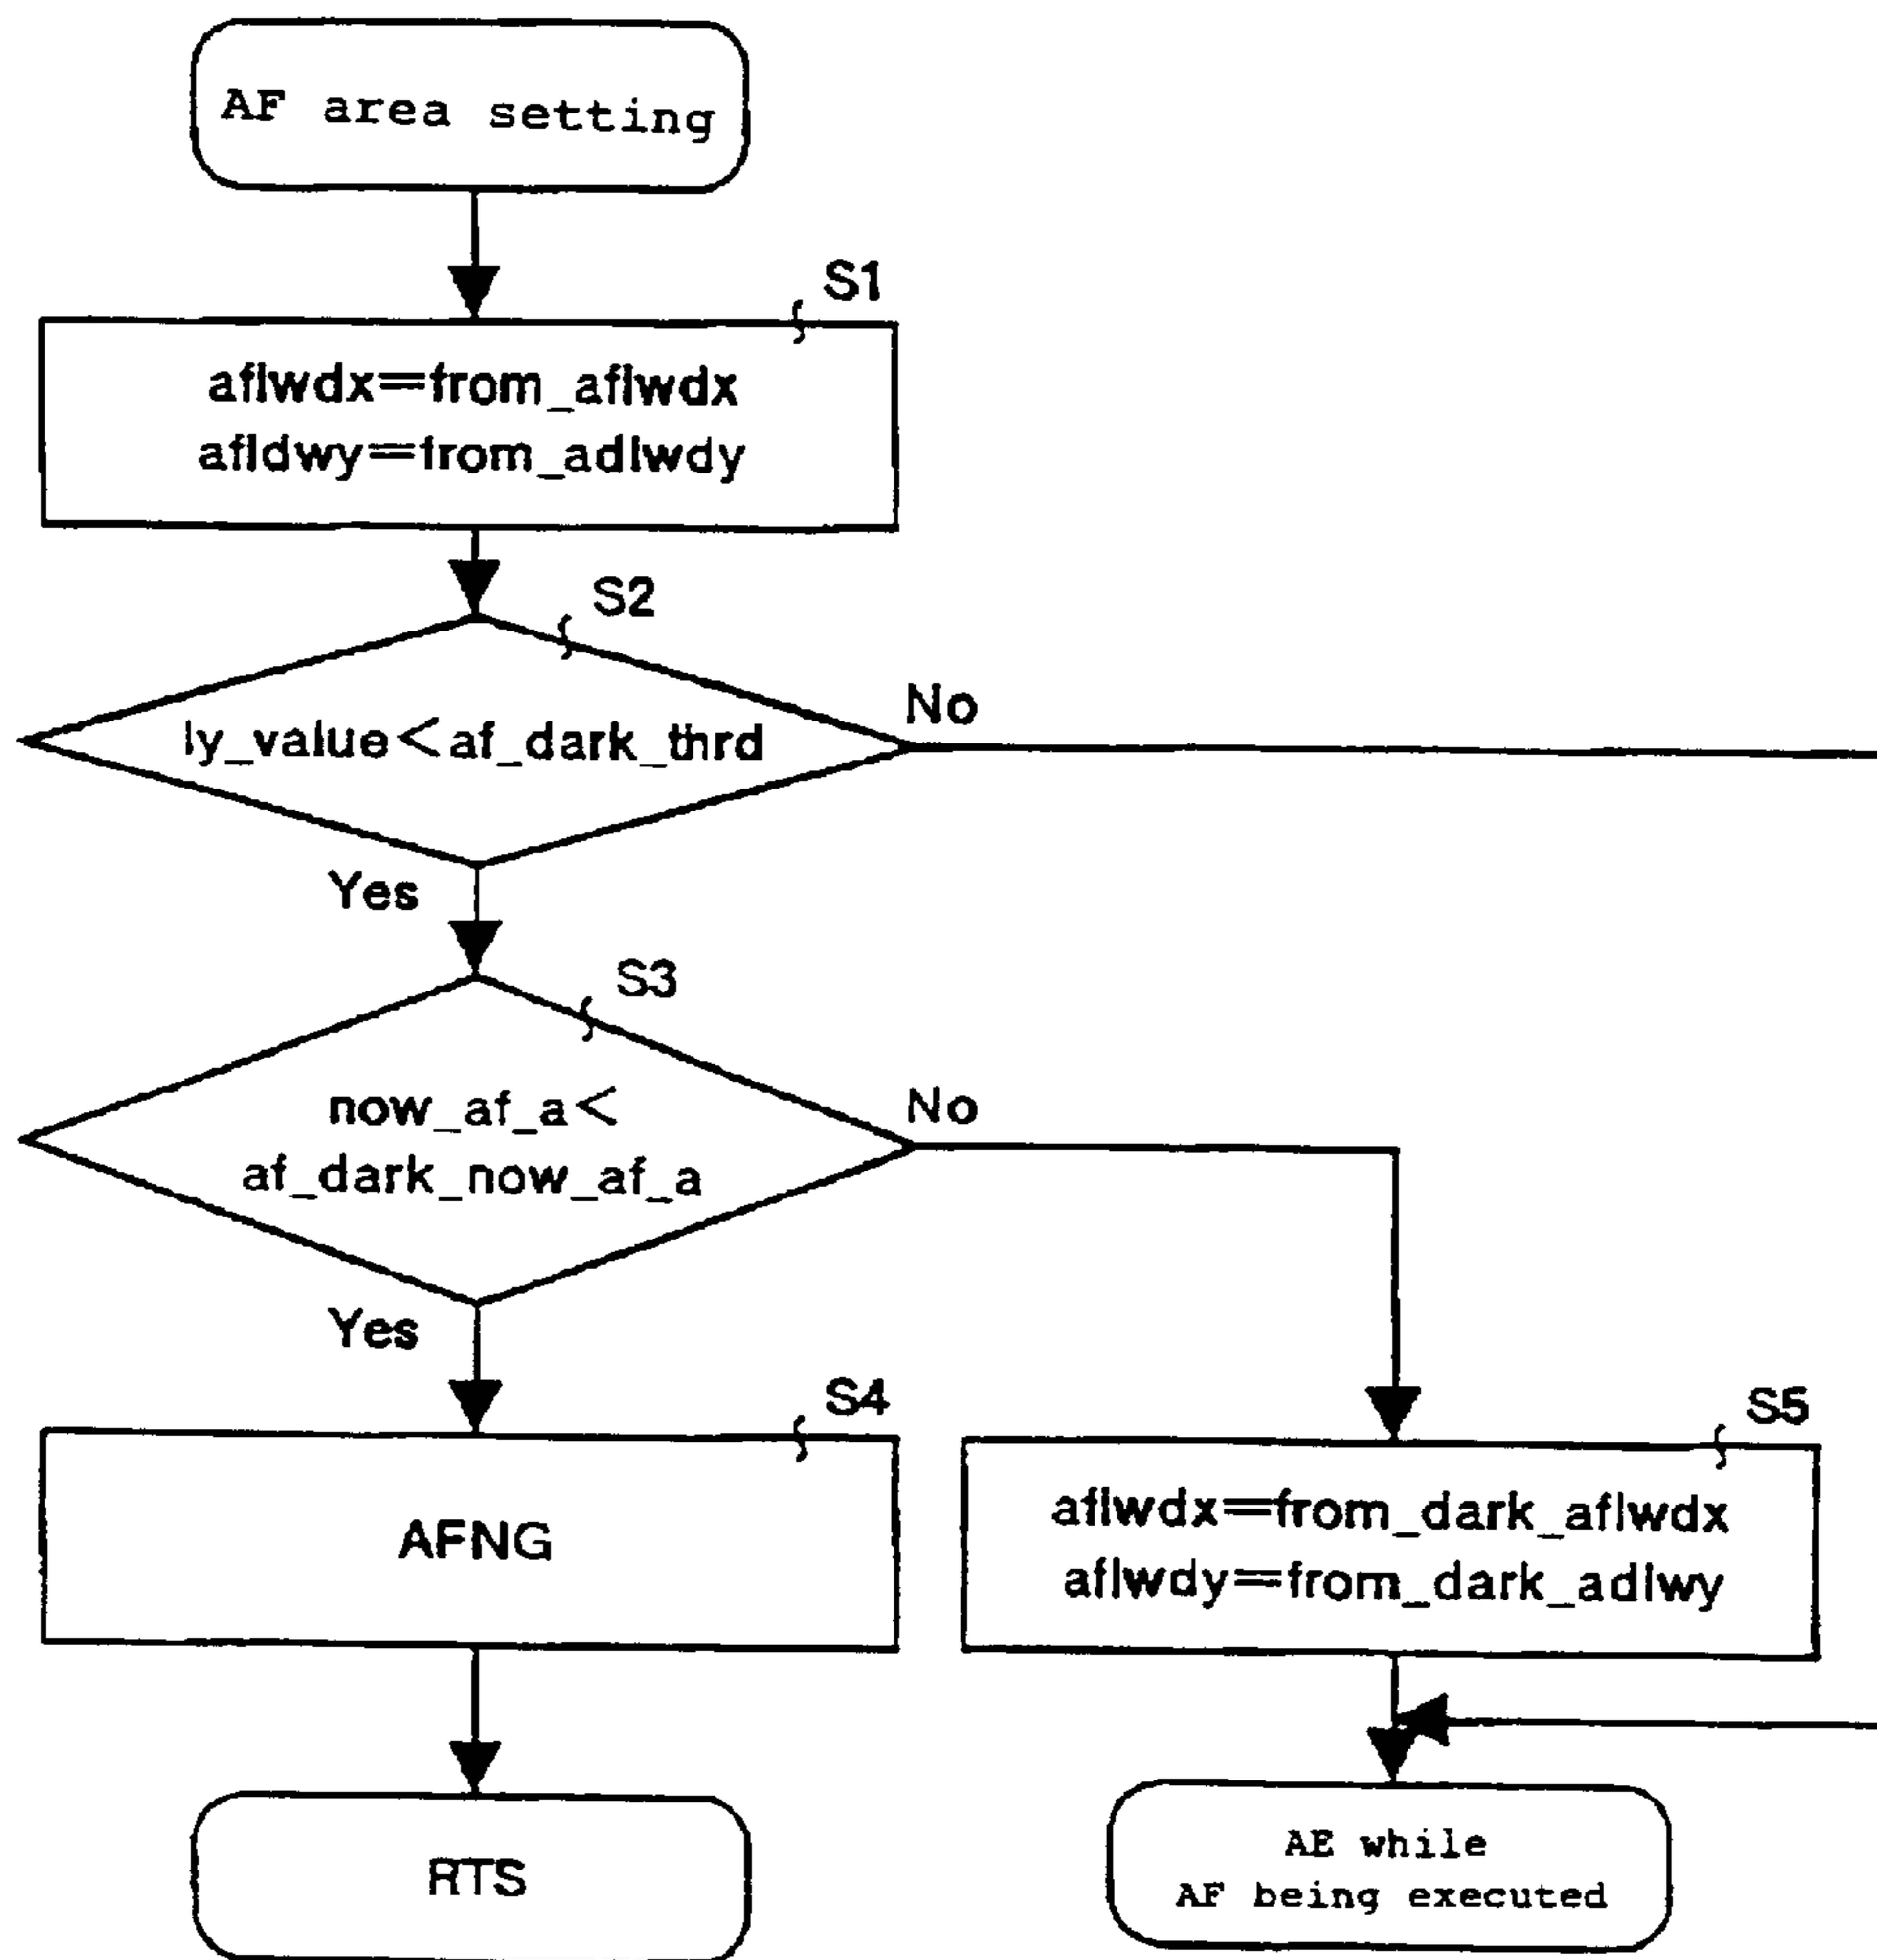 AF area setting
S1
aflwdx=from_aflwdx
afldwy=from_adlwdy
S2
ly_value<af_dark_thrd
No
Yes
S3
now_af_a<
af_dark_now_af_a
No
Yes
S4
AFNG
S5
aflwdx=from_dark_aflwdx
aflwdy=from_dark_adlwy
RTS
AE while
AF being executed